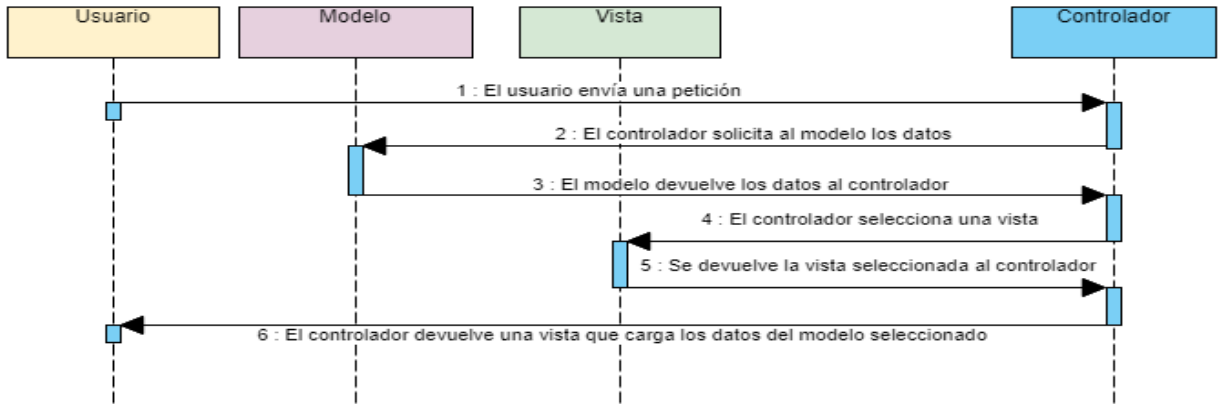 Usuario
Modelo
Vista
Controlador
1 : El usuario envía una petición
2 : El controlador solicita al modelo los datos
3 : El modelo devuelve los datos al controlador
4 : El controlador selecciona una vista
5 : Se devuelve la vista seleccionada al controlador
6 : El controlador devuelve una vista que carga los datos del modelo seleccionado